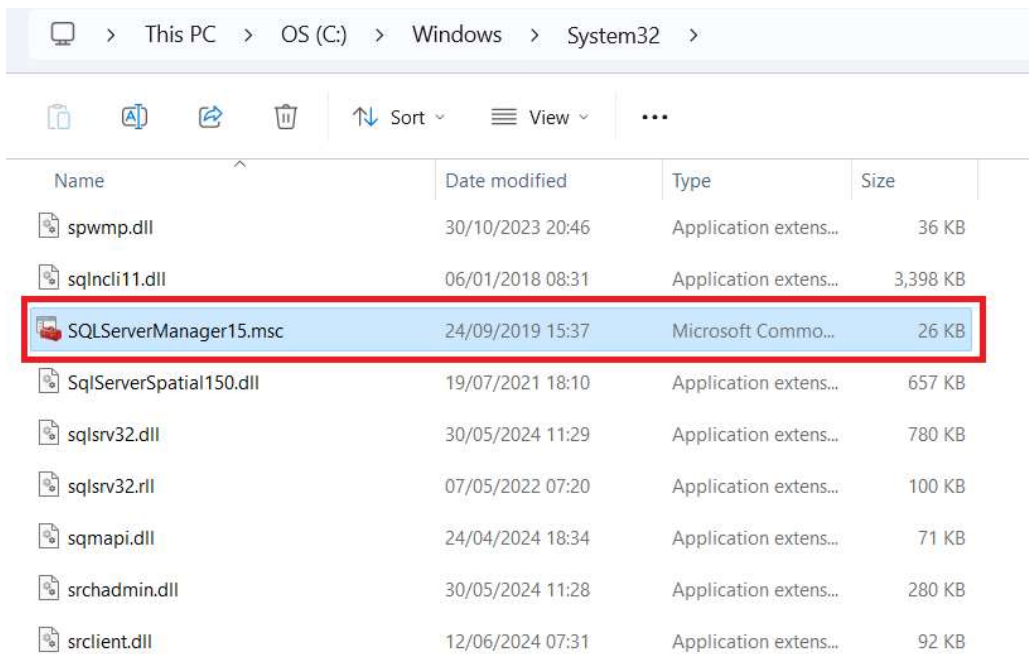 This PC > OS (C:) > Windows > System32 >
Sort View ...
Name Date modified Type Size
spwmp.dll 30/10/2023 20:46 Application extens... 36 KB
sqlncli11.dll 06/01/2018 08:31 Application extens... 3,398 KB
SQLServerManager15.msc 24/09/2019 15:37 Microsoft Commo... 26 KB
SqlServerSpatial150.dll 19/07/2021 18:10 Application extens... 657 KB
sqlsrv32.dll 30/05/2024 11:29 Application extens... 780 KB
sqlsrv32.rll 07/05/2022 07:20 Application extens... 100 KB
sqmapi.dll 24/04/2024 18:34 Application extens... 71 KB
srchadmin.dll 30/05/2024 11:28 Application extens... 280 KB
srclient.dll 12/06/2024 07:31 Application extens... 92 KB